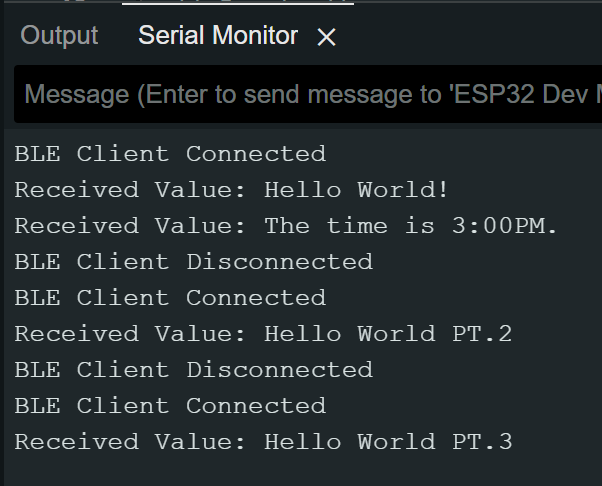 Output Serial Monitor ×
Message (Enter to send message to 'ESP32 Dev
BLE Client Connected
Received Value: Hello World!
Received Value: The time is 3:00PM.
BLE Client Disconnected
BLE Client Connected
Received Value: Hello World PT.2
BLE Client Disconnected
BLE Client Connected
Received Value: Hello World PT.3